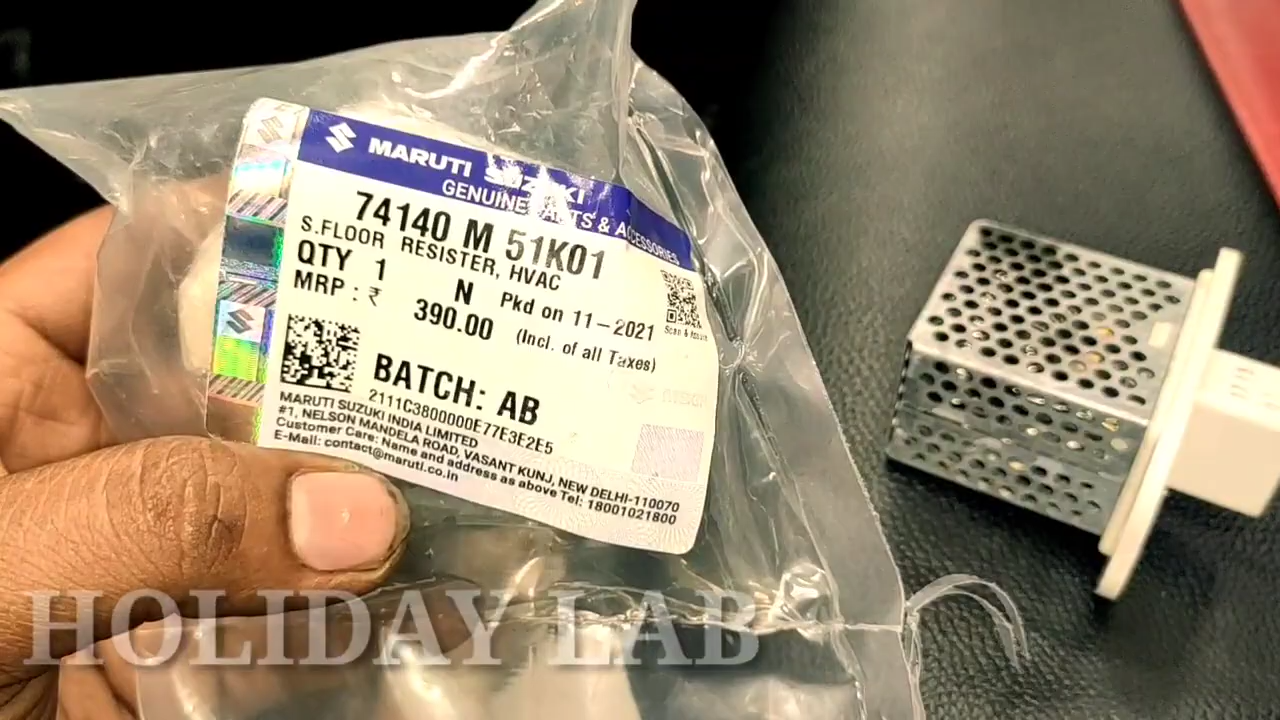 MARUTI SUZUKI
GENUINE PARTS & ACCESSORIES
74140 M 51K01
S.FLOOR RESISTER, HVAC
QTY 1 N Pkd on 11-2021
MRP : ₹ 390.00 (Incl. of all Taxes)
Scan & Assure
BATCH: AB
2111C3800000E77E3E2E5
MARUTI SUZUKI INDIA LIMITED
#1, NELSON MANDELA ROAD, VASANT KUNJ, NEW DELHI-110070
Customer Care: Name and address as above Tel: 18001021800
E-Mail: contact@maruti.co.in
HOLIDAY LAB